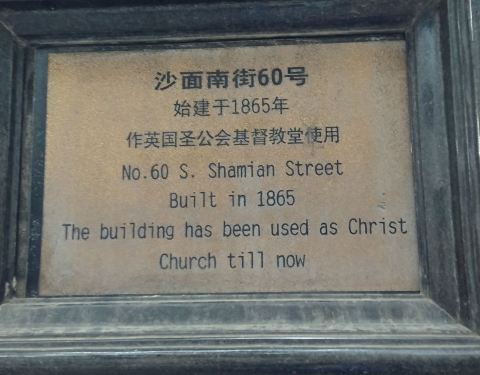 沙面南街60号
始建于1865年
作英国圣公会基督教堂使用
No.60 S. Shamian Street
Built in 1865
The building has been used as Christ
Church till now